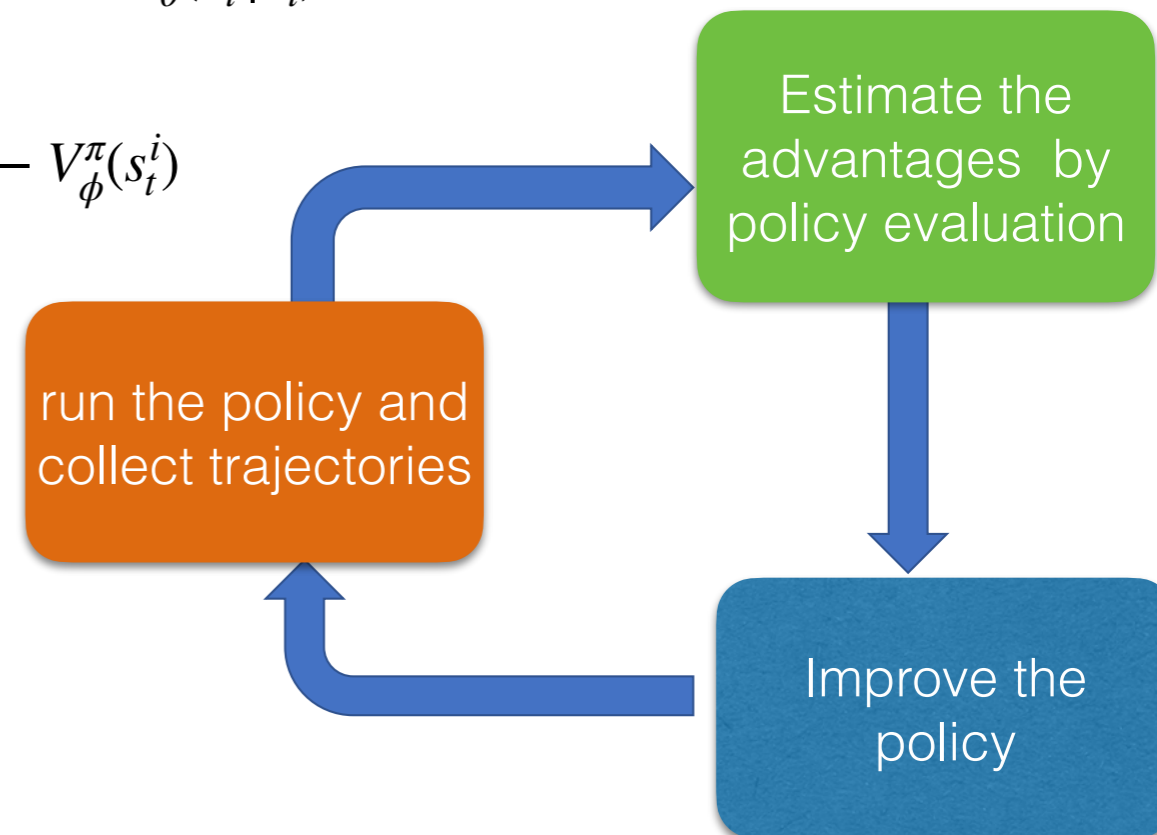 − V^π_ϕ(s^i_t)
Estimate the
advantages by
policy evaluation
run the policy and
collect trajectories
Improve the
policy